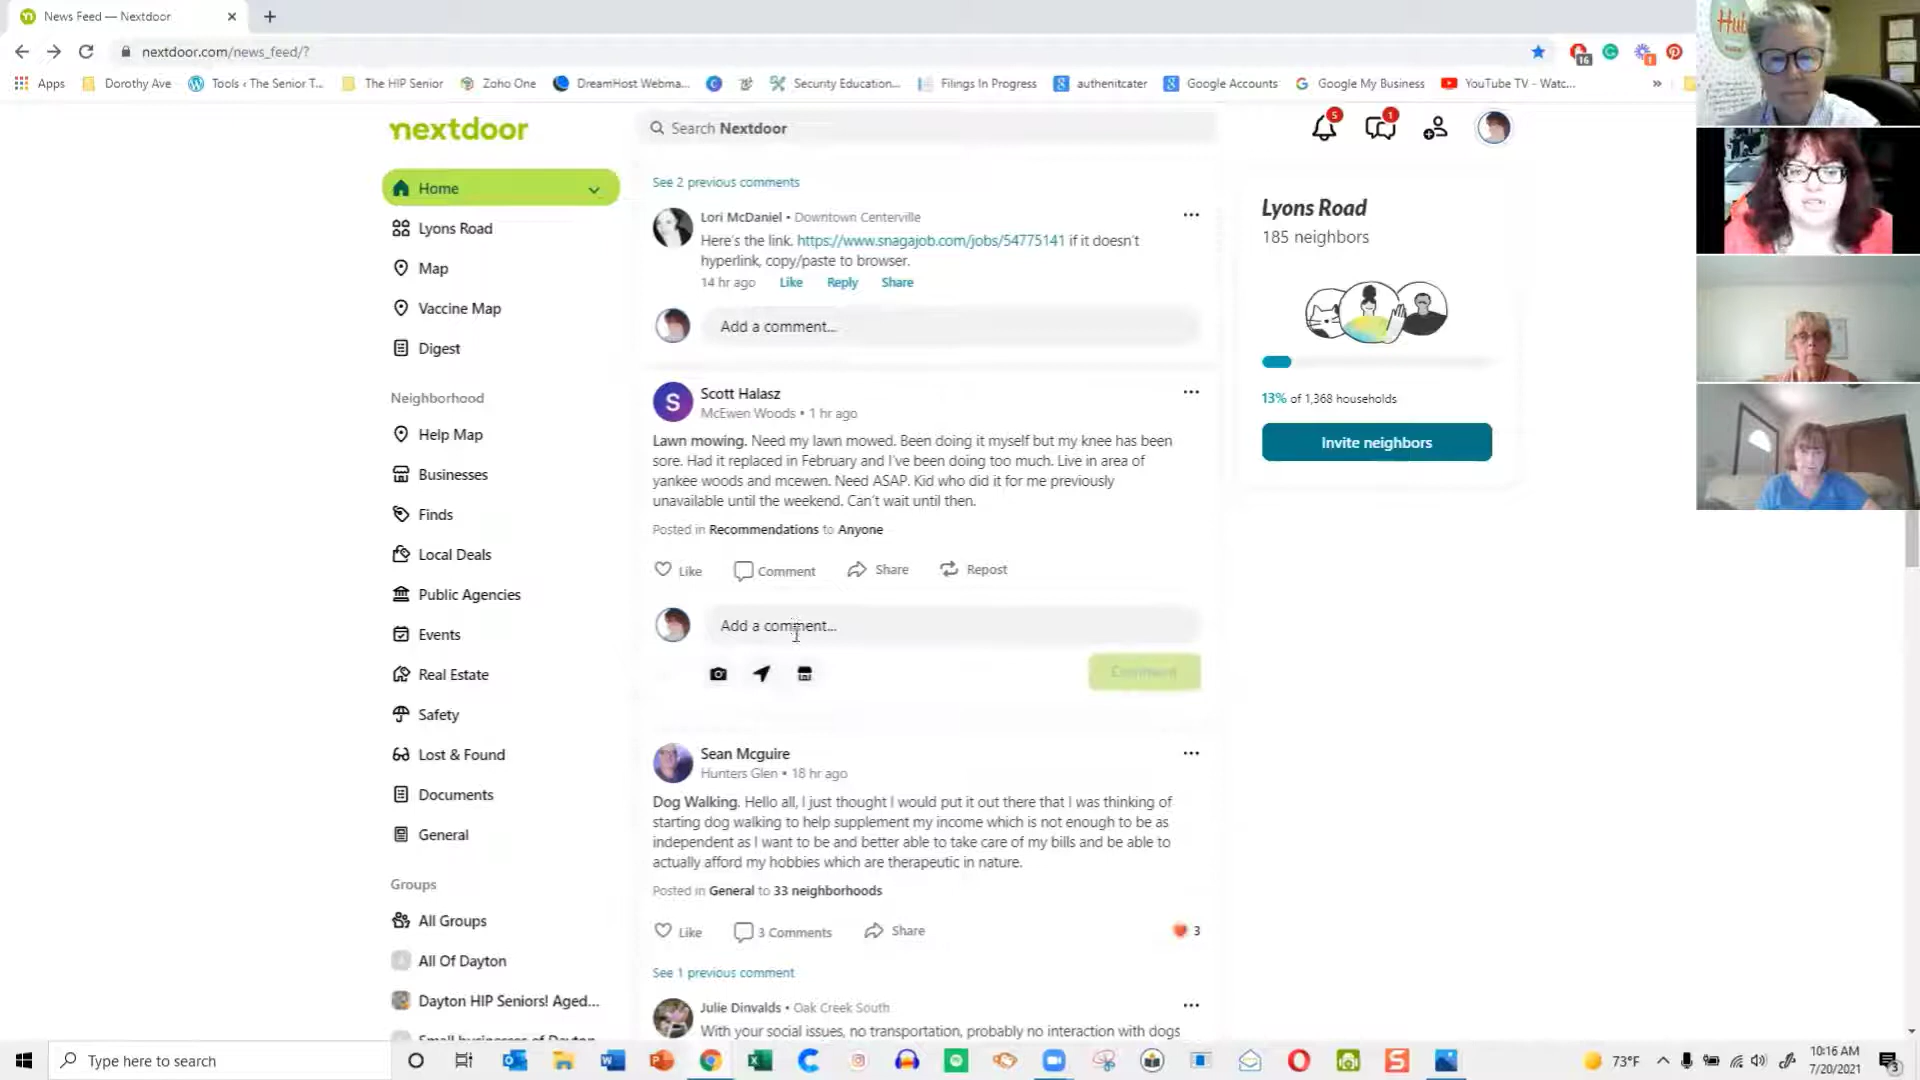 News Feed — Nextdoor
nextdoor.com/news_feed/?
16
1
Apps
Dorothy Ave
Tools ‹ The Senior T...
The HIP Senior
Zoho One
DreamHost Webma...
Security Education...
Filings In Progress
authenitcater
Google Accounts
Google My Business
YouTube TV - Watc...
»
nextdoor
Search Nextdoor
5
1
Home
Lyons Road
Map
Vaccine Map
Digest
Neighborhood
Help Map
Businesses
Finds
Local Deals
Public Agencies
Events
Real Estate
Safety
Lost & Found
Documents
General
Groups
All Groups
All Of Dayton
Dayton HIP Seniors! Aged...
Small businesses of Dayton
See 2 previous comments
Lori McDaniel • Downtown Centerville
Here's the link. https://www.snagajob.com/jobs/54775141 if it doesn't
hyperlink, copy/paste to browser.
14 hr ago Like Reply Share
Add a comment...
S
Scott Halasz
McEwen Woods • 1 hr ago
Lawn mowing. Need my lawn mowed. Been doing it myself but my knee has been
sore. Had it replaced in February and I've been doing too much. Live in area of
yankee woods and mcewen. Need ASAP. Kid who did it for me previously
unavailable until the weekend. Can't wait until then.
Posted in Recommendations to Anyone
Like Comment Share Repost
Add a comment...
Comment
Sean Mcguire
Hunters Glen • 18 hr ago
Dog Walking. Hello all, I just thought I would put it out there that I was thinking of
starting dog walking to help supplement my income which is not enough to be as
independent as I want to be and better able to take care of my bills and be able to
actually afford my hobbies which are therapeutic in nature.
Posted in General to 33 neighborhoods
Like 3 Comments Share 3
See 1 previous comment
Julie Dinvalds • Oak Creek South
With your social issues, no transportation, probably no interaction with dogs
Lyons Road
185 neighbors
13% of 1,368 households
Invite neighbors
Hub
Type here to search
73°F
10:16 AM
7/20/2021
3